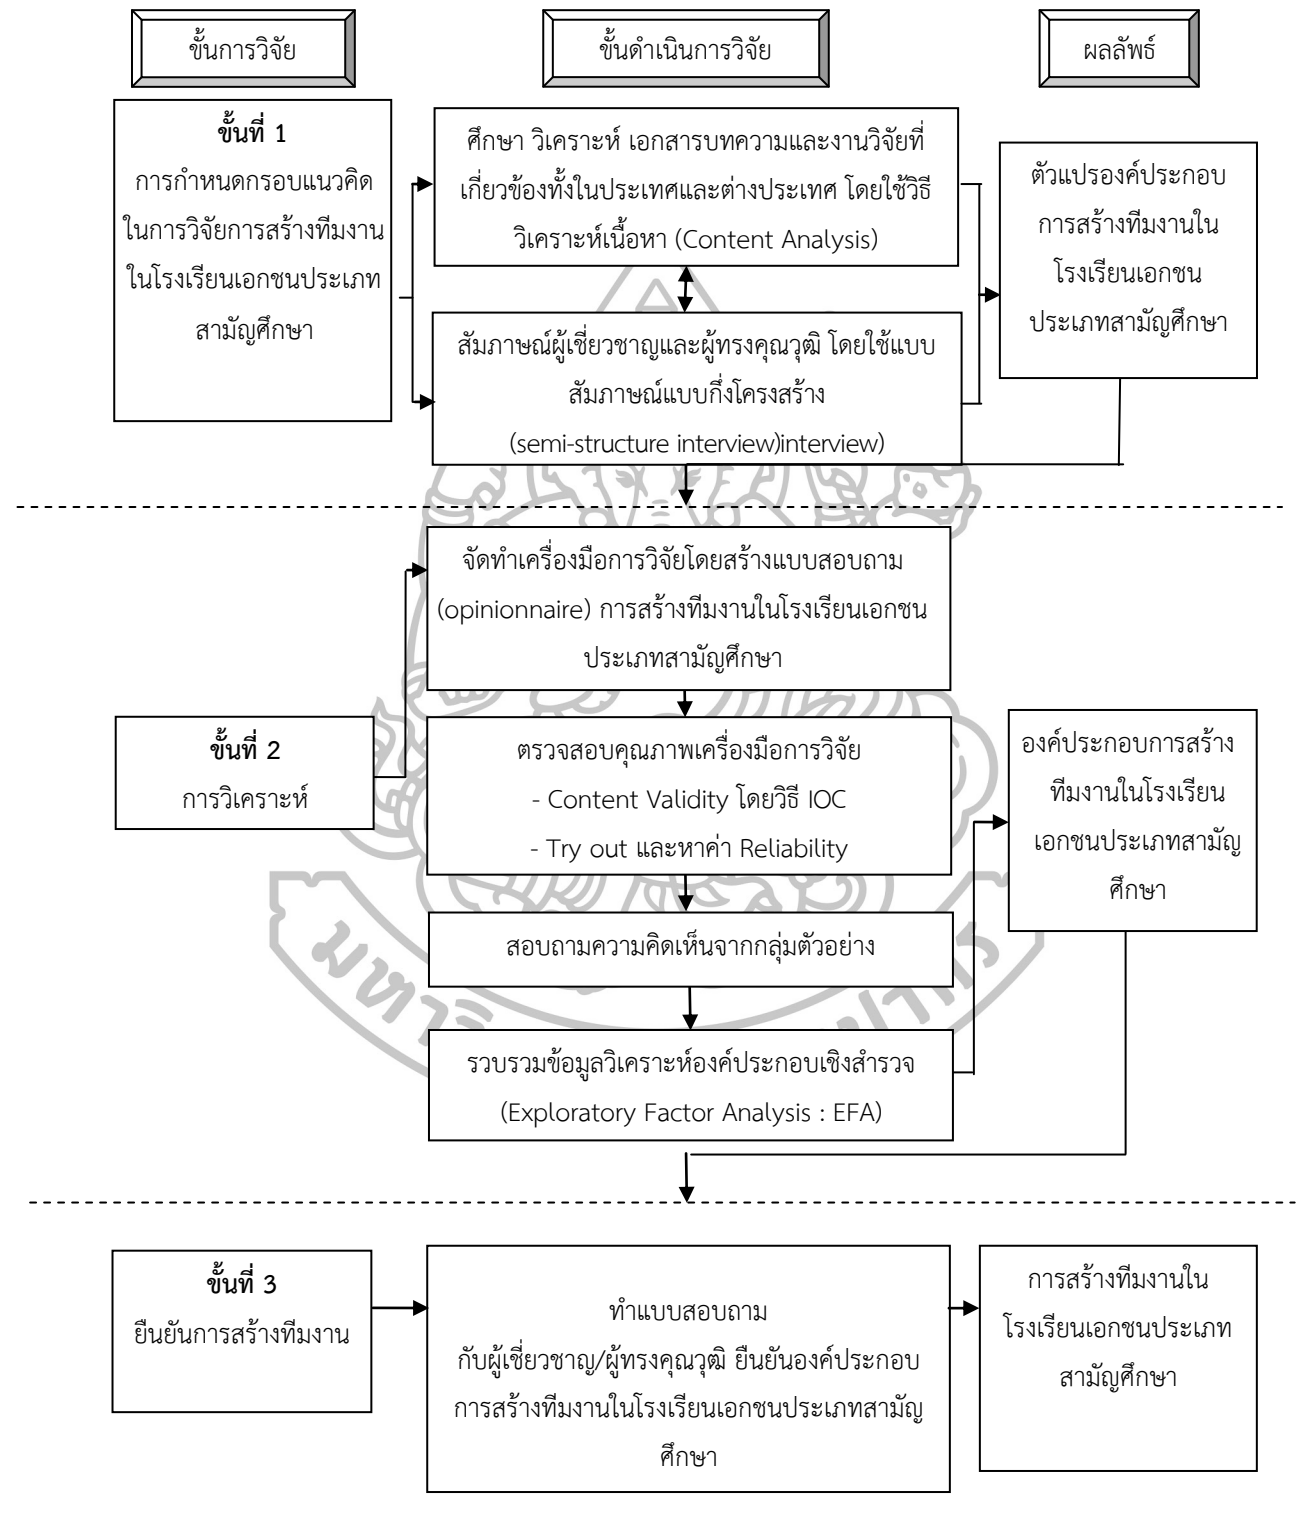 ขั้นการวิจัย
ขั้นดำเนินการวิจัย
ผลลัพธ์
ขั้นที่ 1
การกำหนดกรอบแนวคิด
ในการวิจัยการสร้างทีมงาน
ในโรงเรียนเอกชนประเภท
สามัญศึกษา
ศึกษา วิเคราะห์ เอกสารบทความและงานวิจัยที่
เกี่ยวข้องทั้งในประเทศและต่างประเทศ โดยใช้วิธี
วิเคราะห์เนื้อหา (Content Analysis)
สัมภาษณ์ผู้เชี่ยวชาญและผู้ทรงคุณวุฒิ โดยใช้แบบ
สัมภาษณ์แบบกึ่งโครงสร้าง
(semi-structure interview)interview)
ตัวแปรองค์ประกอบ
การสร้างทีมงานใน
โรงเรียนเอกชน
ประเภทสามัญศึกษา
จัดทำเครื่องมือการวิจัยโดยสร้างแบบสอบถาม
(opinionnaire) การสร้างทีมงานในโรงเรียนเอกชน
ประเภทสามัญศึกษา
ขั้นที่ 2
การวิเคราะห์
ตรวจสอบคุณภาพเครื่องมือการวิจัย
- Content Validity โดยวิธี IOC
- Try out และหาค่า Reliability
สอบถามความคิดเห็นจากกลุ่มตัวอย่าง
รวบรวมข้อมูลวิเคราะห์องค์ประกอบเชิงสำรวจ
(Exploratory Factor Analysis : EFA)
องค์ประกอบการสร้าง
ทีมงานในโรงเรียน
เอกชนประเภทสามัญ
ศึกษา
ขั้นที่ 3
ยืนยันการสร้างทีมงาน
ทำแบบสอบถาม
กับผู้เชี่ยวชาญ/ผู้ทรงคุณวุฒิ ยืนยันองค์ประกอบ
การสร้างทีมงานในโรงเรียนเอกชนประเภทสามัญ
ศึกษา
การสร้างทีมงานใน
โรงเรียนเอกชนประเภท
สามัญศึกษา